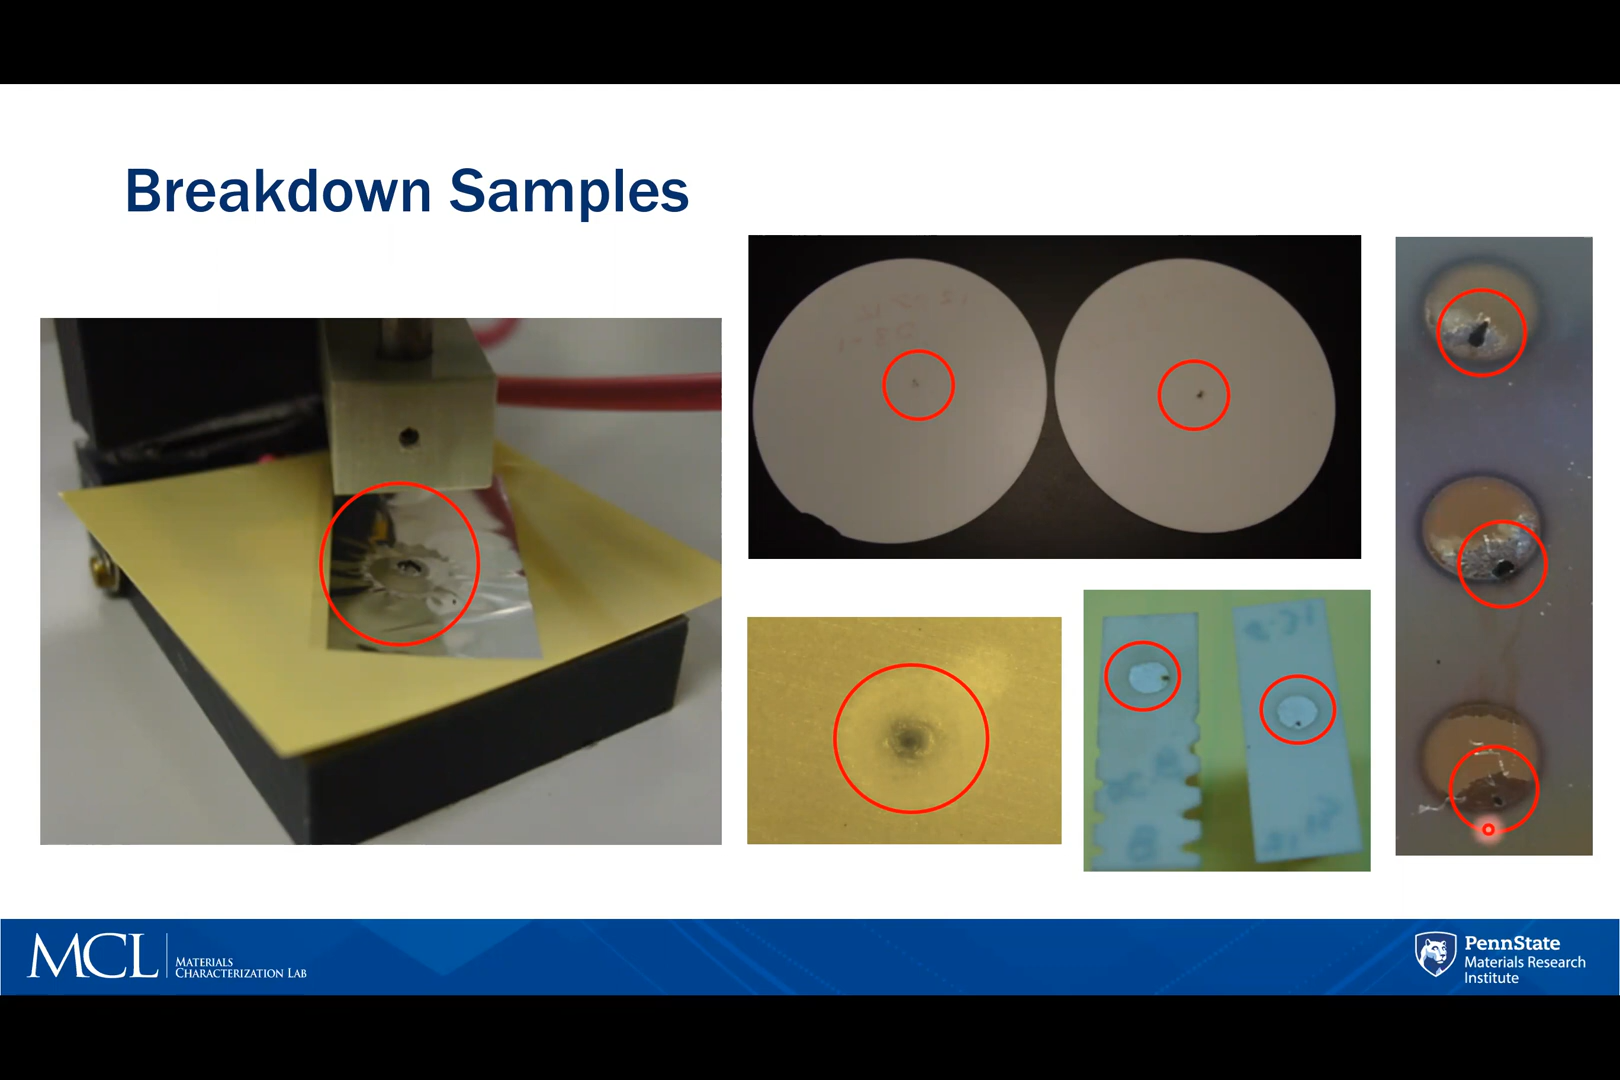 Breakdown Samples
MCL
MATERIALS
CHARACTERIZATION LAB
PennState
Materials Research
Institute